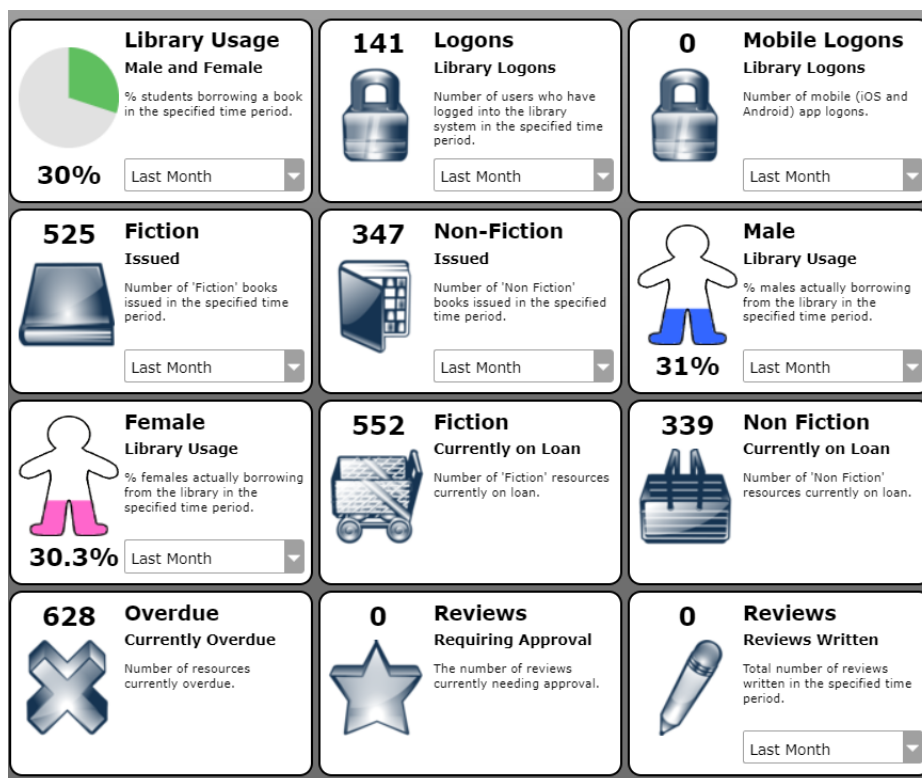 Library Usage
Male and Female
% students borrowing a book
in the specified time period.
30%
Last Month
141
Logons
Library Logons
Number of users who have
logged into the library
system in the specified time
period.
Last Month
0
Mobile Logons
Library Logons
Number of mobile (iOS and
Android) app logons.
Last Month
525
Fiction
Issued
Number of 'Fiction' books
issued in the specified time
period.
Last Month
347
Non-Fiction
Issued
Number of 'Non Fiction'
books issued in the specified
time period.
Last Month
Male
Library Usage
% males actually borrowing
from the library in the
specified time period.
31%
Last Month
Female
Library Usage
% females actually borrowing
from the library in the
specified time period.
30.3%
Last Month
552
Fiction
Currently on Loan
Number of 'Fiction' resources
currently on loan.
339
Non Fiction
Currently on Loan
Number of 'Non Fiction'
resources currently on loan.
628
Overdue
Currently Overdue
Number of resources
currently overdue.
0
Reviews
Requiring Approval
The number of reviews
currently needing approval.
0
Reviews
Reviews Written
Total number of reviews
written in the specified time
period.
Last Month